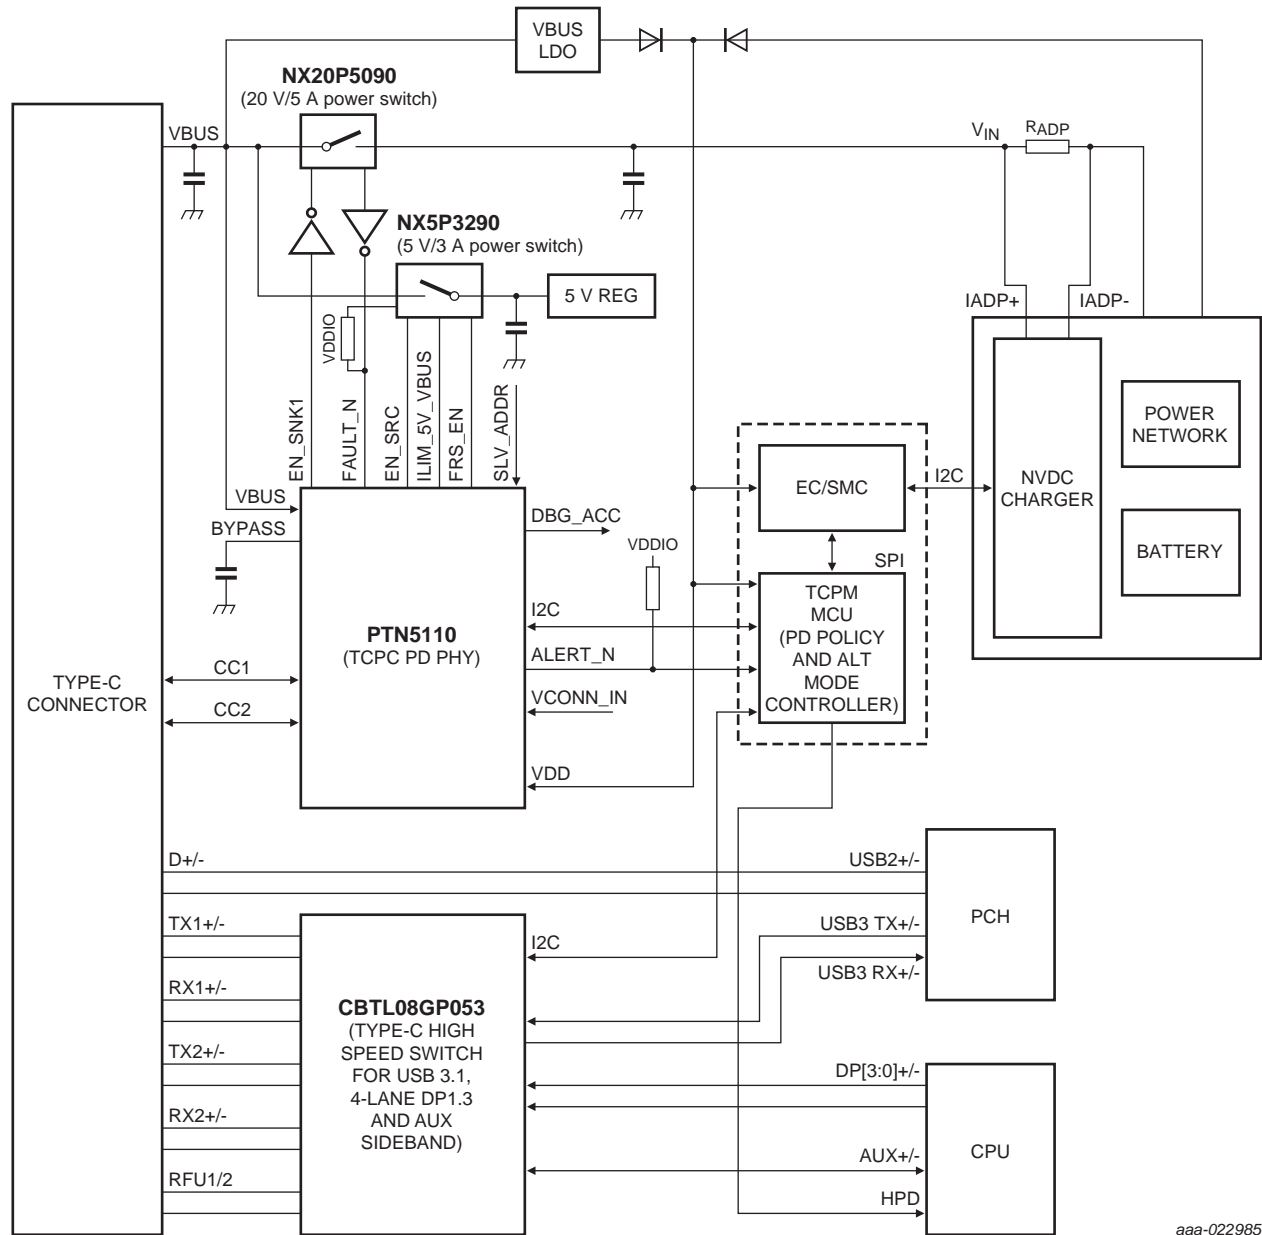 VBUS
LDO
NX20P5090
(20 V/5 A power switch)
VBUS
VIN
RADP
NX5P3290
(5 V/3 A power switch)
5 V REG
IADP+
IADP-
VDDIO
EN_SNK1
FAULT_N
EN_SRC
ILIM_5V_VBUS
FRS_EN
SLV_ADDR
POWER
NETWORK
EC/SMC
I2C
NVDC
CHARGER
VBUS
BYPASS
DBG_ACC
VDDIO
BATTERY
SPI
TCPM
MCU
(PD POLICY
AND ALT
MODE
CONTROLLER)
I2C
PTN5110
(TCPC PD PHY)
ALERT_N
TYPE-C
CONNECTOR
CC1
CC2
VCONN_IN
VDD
D+/-
USB2+/-
PCH
TX1+/-
USB3 TX+/-
I2C
USB3 RX+/-
RX1+/-
CBTL08GP053
(TYPE-C HIGH
SPEED SWITCH
FOR USB 3.1,
4-LANE DP1.3
AND AUX
SIDEBAND)
TX2+/-
DP[3:0]+/-
RX2+/-
CPU
AUX+/-
RFU1/2
HPD
aaa-022985